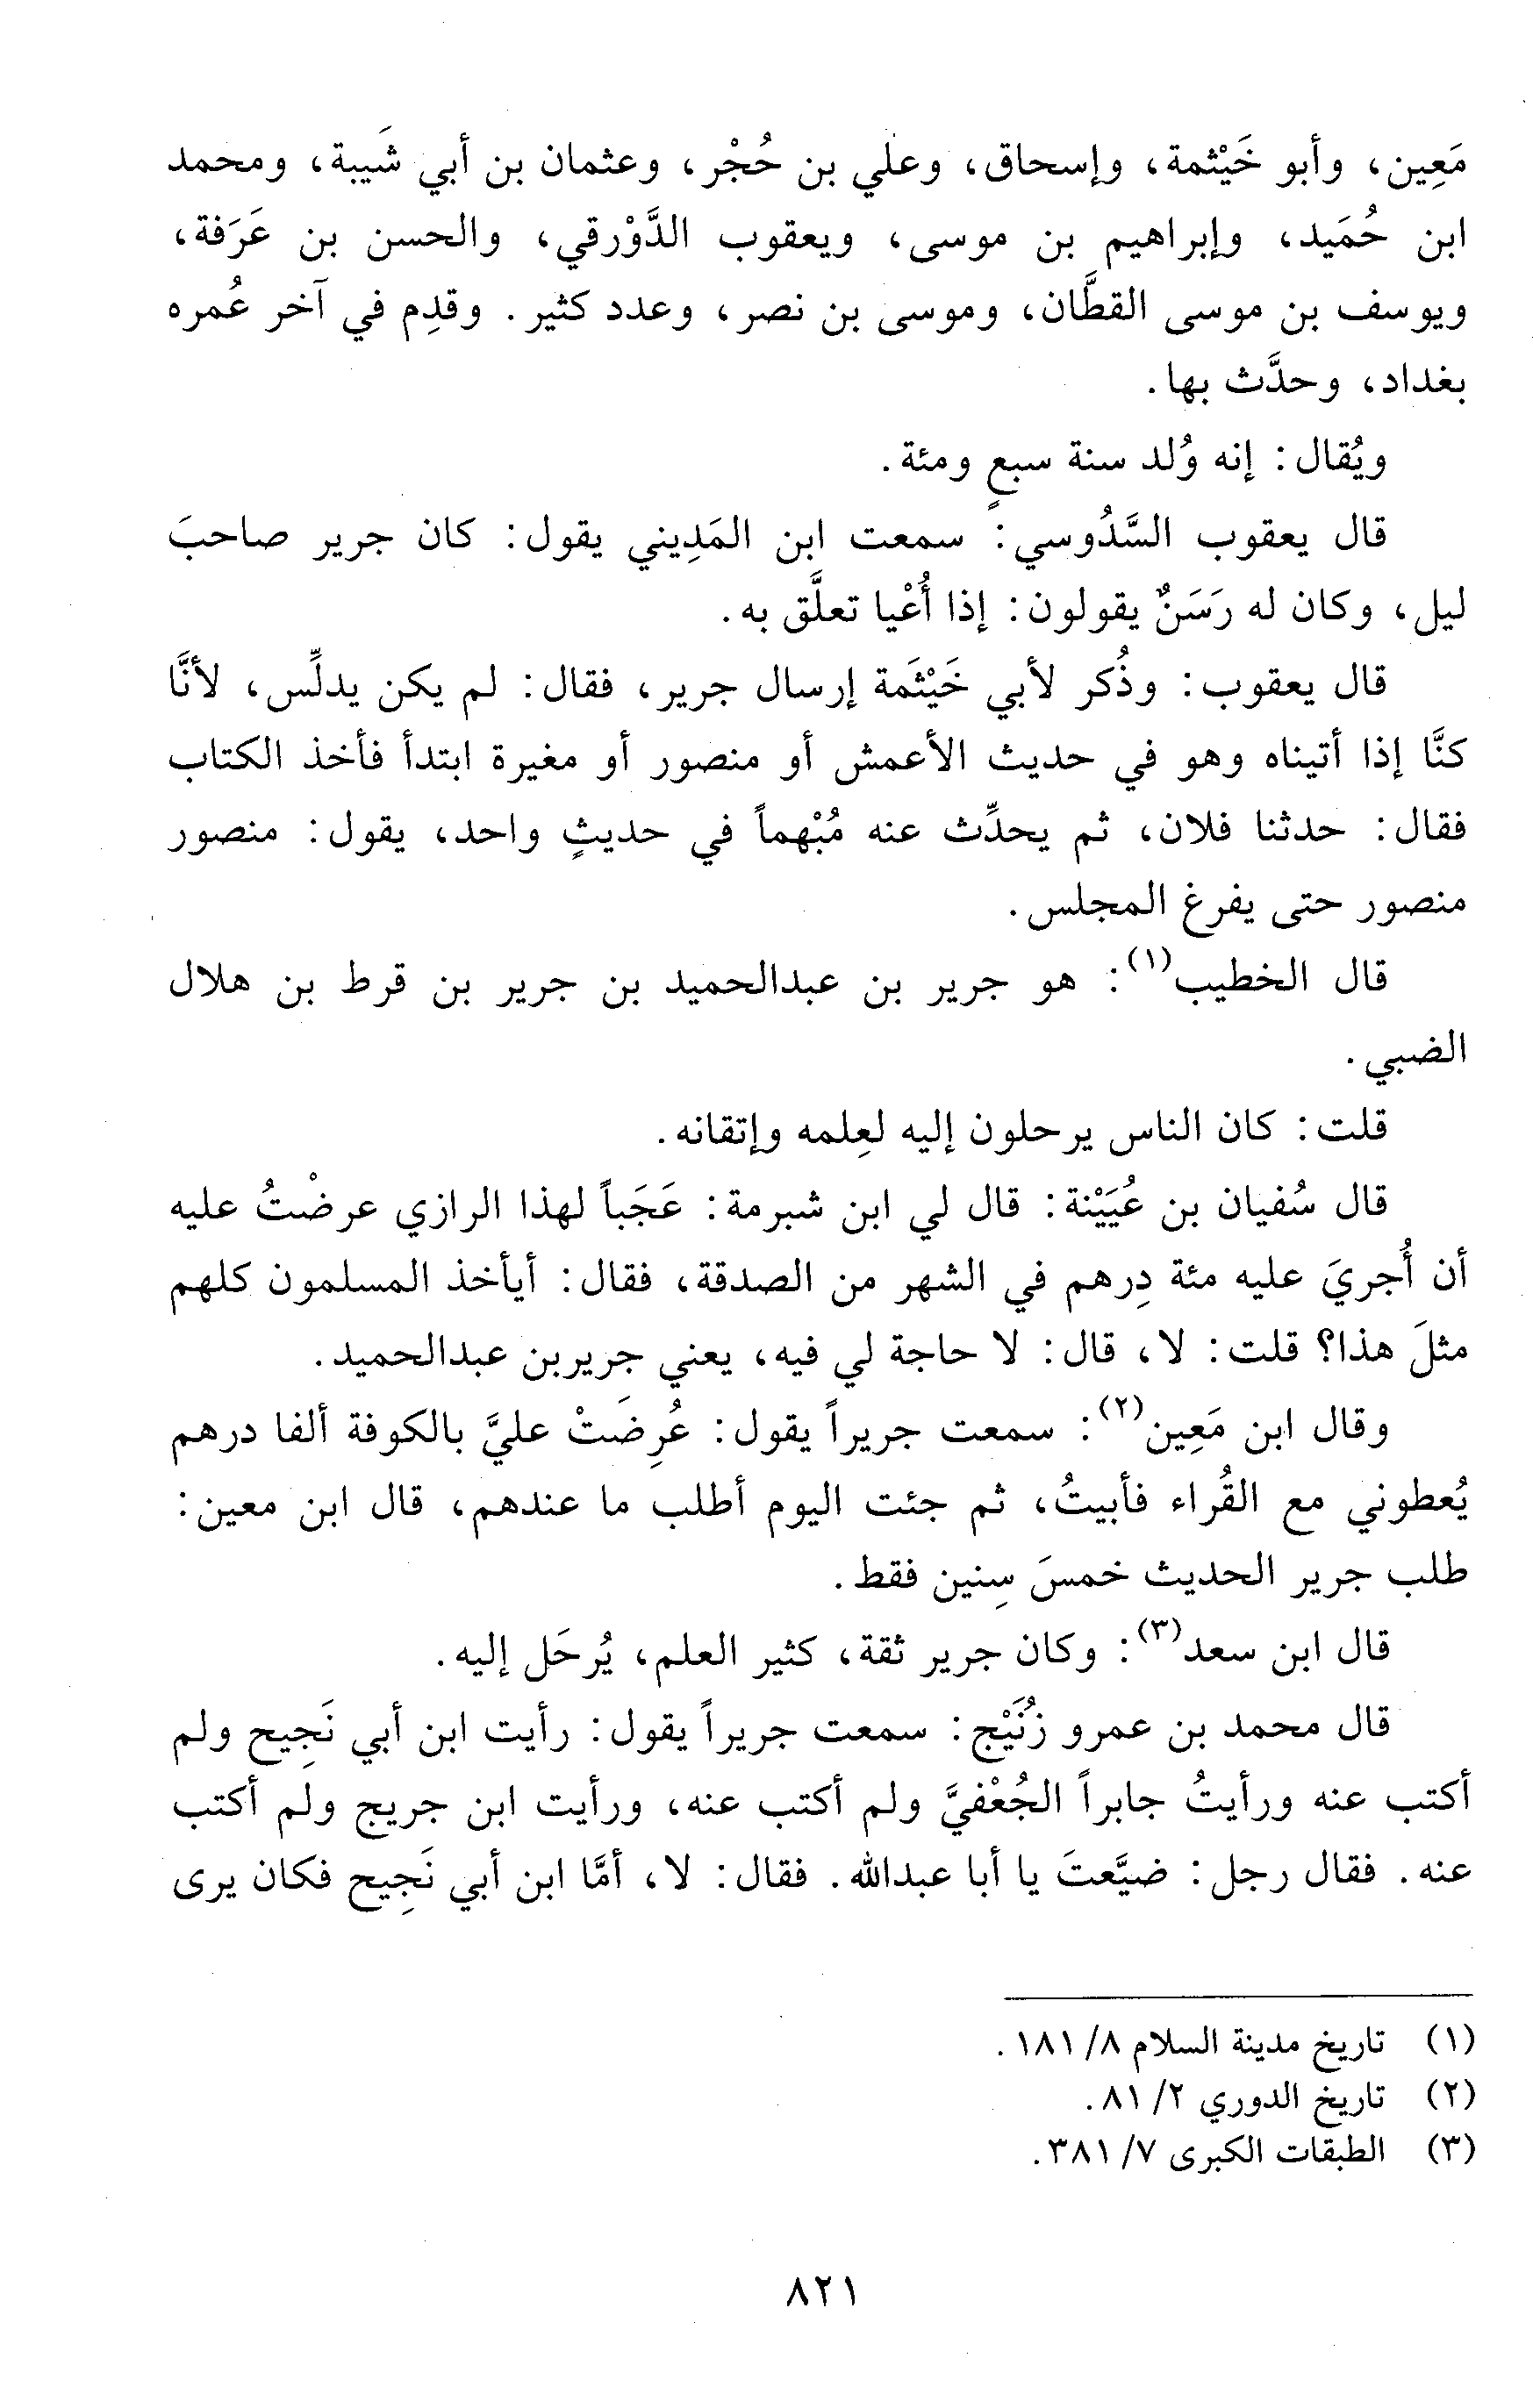 مَعِين، وأبو خَيْثمة، وإسحاق، وعلي بن حُجْر، وعثمان بن أبي شَيبة، ومحمد
ابن حُمَيد، وإبراهيم بن موسى، ويعقوب الدَّوْرقي، والحسن بن عَرَفة،
ويوسف بن موسى القطَّان، وموسى بن نصر، وعدد كثير. وقدِم في آخر عُمره
بغداد، وحدَّث بها.
ويُقال: إنه وُلد سنة سبعٍ ومئة.
قال يعقوب السَّدُوسي: سمعت ابن المَدِيني يقول: كان جرير صاحبَ
ليل، وكان له رَسَنٌ يقولون: إذا أُعْيا تعلَّق به.
قال يعقوب: وذُكر لأبي خَيْثَمة إرسال جرير، فقال: لم يكن يدلِّس، لأنَّا
كنَّا إذا أتيناه وهو في حديث الأعمش أو منصور أو مغيرة ابتدأ فأخذ الكتاب
فقال: حدثنا فلان، ثم يحدِّث عنه مُبْهماً في حديثٍ واحد، يقول: منصور
منصور حتى يفرغ المجلس.
قال الخطيب(١): هو جرير بن عبدالحميد بن جرير بن قرط بن هلال
الضبي.
قلت: كان الناس يرحلون إليه لعِلمه وإتقانه.
قال سُفيان بن عُيَيْنة: قال لي ابن شبرمة: عَجَباً لهذا الرازي عرضْتُ عليه
أن أُجريَ عليه مئة دِرهم في الشهر من الصدقة، فقال: أيأخذ المسلمون كلهم
مثلَ هذا؟ قلت: لا، قال: لا حاجة لي فيه، يعني جريربن عبدالحميد.
وقال ابن مَعِين(٢): سمعت جريراً يقول: عُرِضَتْ عليَّ بالكوفة ألفا درهم
يُعطوني مع القُراء فأبيتُ، ثم جئت اليوم أطلب ما عندهم، قال ابن معين:
طلب جرير الحديث خمسَ سِنين فقط.
قال ابن سعد(٣): وكان جرير ثقة، كثير العلم، يُرحَل إليه.
قال محمد بن عمرو زُنَيْج: سمعت جريراً يقول: رأيت ابن أبي نَجِيح ولم
أكتب عنه ورأيتُ جابراً الجُعْفيَّ ولم أكتب عنه، ورأيت ابن جريج ولم أكتب
عنه. فقال رجل: ضيَّعتَ يا أبا عبدالله. فقال: لا، أمَّا ابن أبي نَجِيح فكان يرى
(١) تاريخ مدينة السلام ٨/ ١٨١.
(٢) تاريخ الدوري ٢/ ٨١.
(٣) الطبقات الكبرى ٧/ ٣٨١.
٨٢١